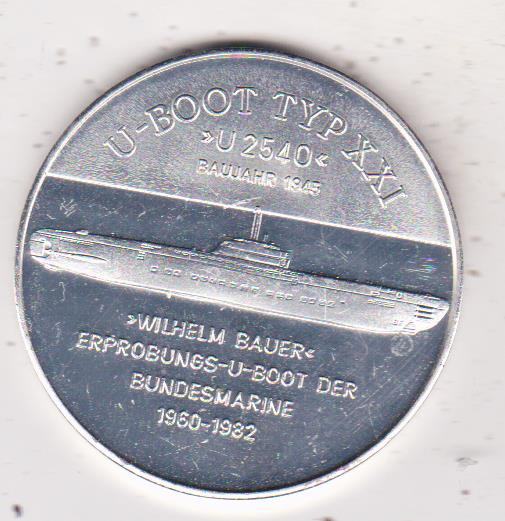 U-BOOT TYP XXI
»U 2540«
BAUJAHR 1945
»WILHELM BAUER«
ERPROBUNGS-U-BOOT DER
BUNDESMARINE
1960-1982